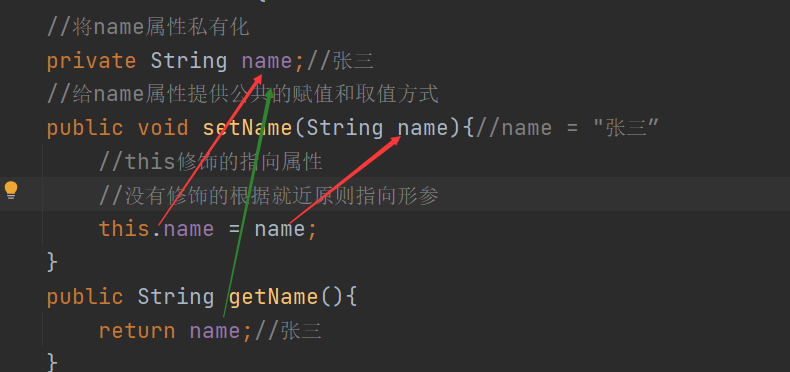 //将name属性私有化
private String name;//张三
//给name属性提供公共的赋值和取值方式
public void setName(String name){//name = "张三”
//this修饰的指向属性
//没有修饰的根据就近原则指向形参
this.name = name;
}
public String getName(){
return name;//张三
}